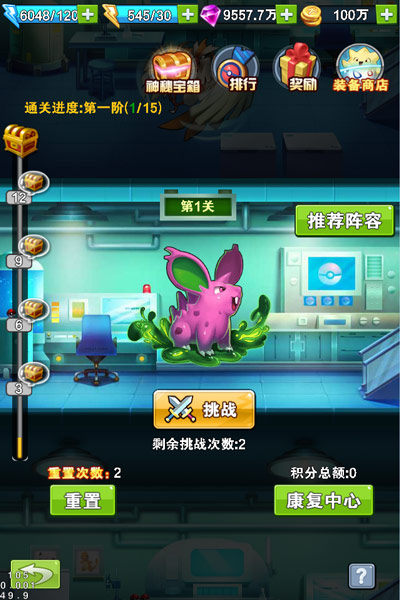 6048/120 545/30 9557.7万 100万
神秘宝箱 排行 奖励 装备商店
通关进度:第一阶(1/15)
12
第1关
推荐阵容
9
6
3
挑战
剩余挑战次数:2
重置次数: 2 积分总额:0
重置 康复中心
?
105
0.001
49.9